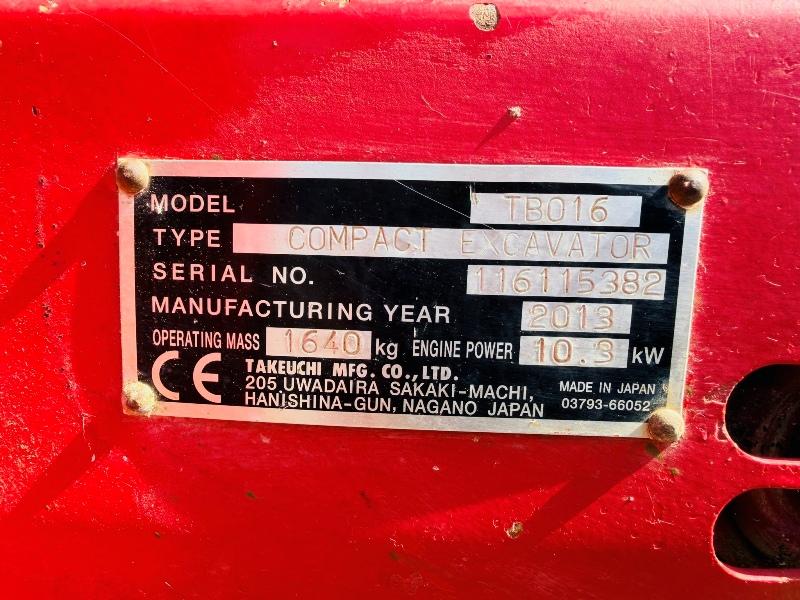 MODEL TB016
TYPE COMPACT EXCAVATOR
SERIAL NO. 116115382
MANUFACTURING YEAR 2013
OPERATING MASS 1640 kg ENGINE POWER 10.3 kW
CE TAKEUCHI MFG. CO., LTD.
205 UWADAIRA SAKAKI-MACHI, MADE IN JAPAN
HANISHINA-GUN, NAGANO JAPAN 03793-66052